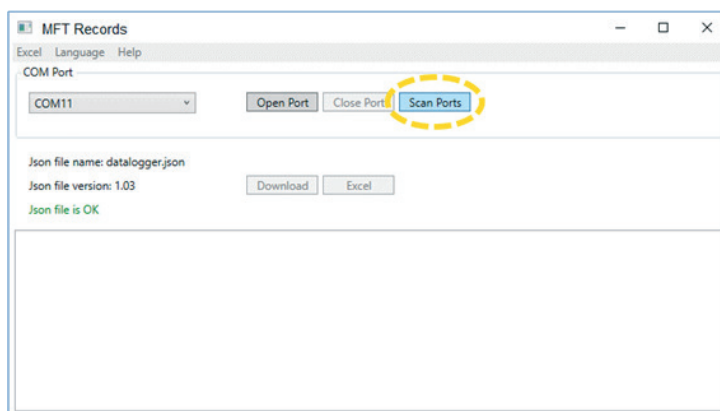 MFT Records
Excel Language Help
COM Port
COM11 Open Port Close Port Scan Ports
Json file name: datalogger.json
Json file version: 1.03 Download Excel
Json file is OK